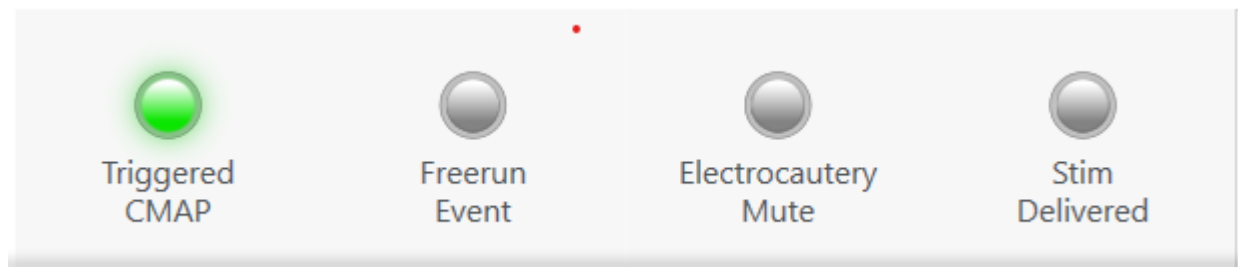 Triggered
CMAP
Freerun
Event
Electrocautery
Mute
Stim
Delivered